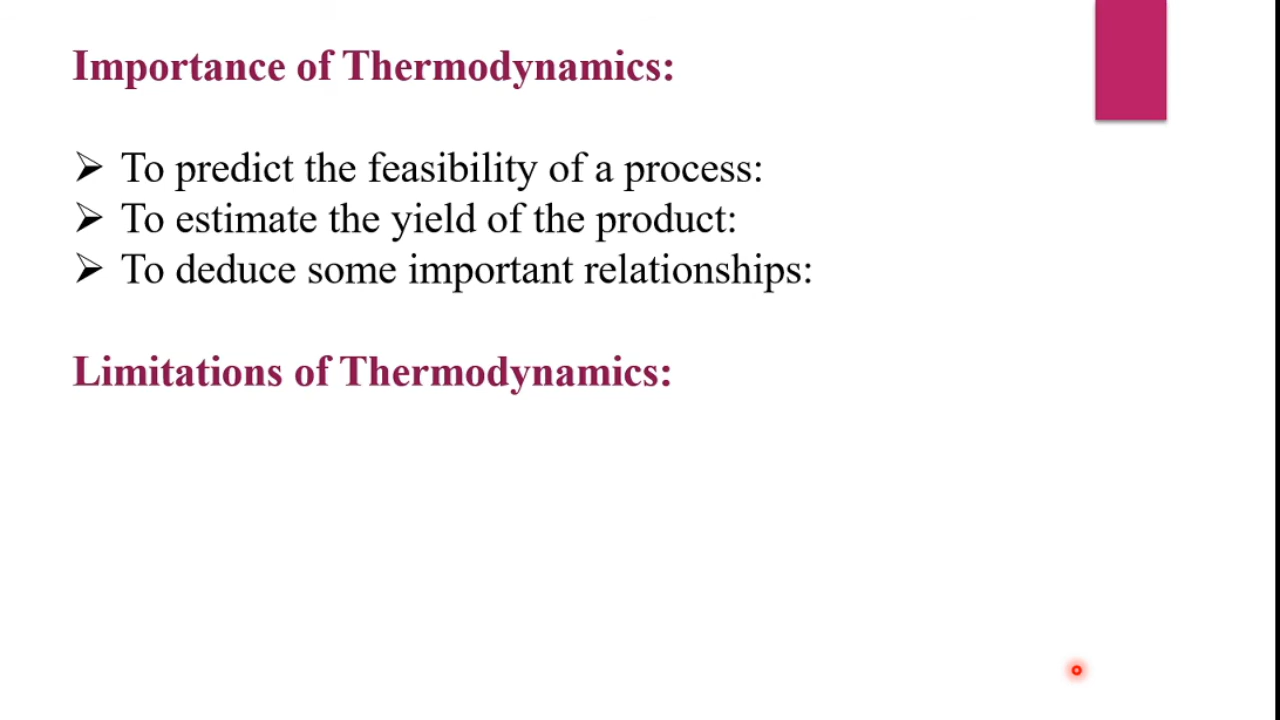 Importance of Thermodynamics:
➢ To predict the feasibility of a process:
➢ To estimate the yield of the product:
➢ To deduce some important relationships:
Limitations of Thermodynamics: